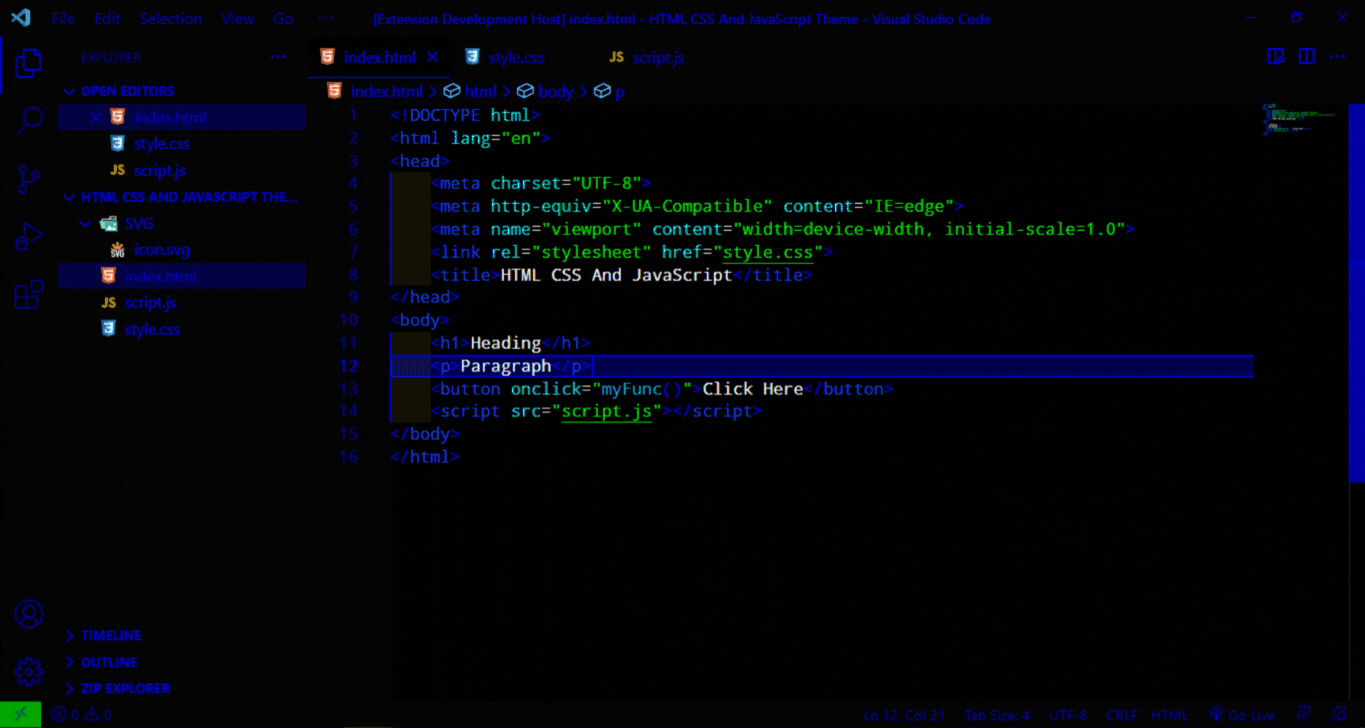 File Edit Selection View Go ··· [Extension Development Host] index.html - HTML CSS And JavaScript Theme - Visual Studio Code
EXPLORER ···
OPEN EDITORS
index.html
style.css
JS script.js
HTML CSS AND JAVASCRIPT THE...
SVG
SVG icon.svg
index.html
JS script.js
style.css
TIMELINE
OUTLINE
ZIP EXPLORER
index.html style.css JS script.js
index.html > html > body > p
1 <!DOCTYPE html>
2 <html lang="en">
3 <head>
4 <meta charset="UTF-8">
5 <meta http-equiv="X-UA-Compatible" content="IE=edge">
6 <meta name="viewport" content="width=device-width, initial-scale=1.0">
7 <link rel="stylesheet" href="style.css">
8 <title>HTML CSS And JavaScript</title>
9 </head>
10 <body>
11 <h1>Heading</h1>
12 <p>Paragraph</p>
13 <button onclick="myFunc()">Click Here</button>
14 <script src="script.js"></script>
15 </body>
16 </html>
0 0 Ln 12, Col 21 Tab Size: 4 UTF-8 CRLF HTML Go Live